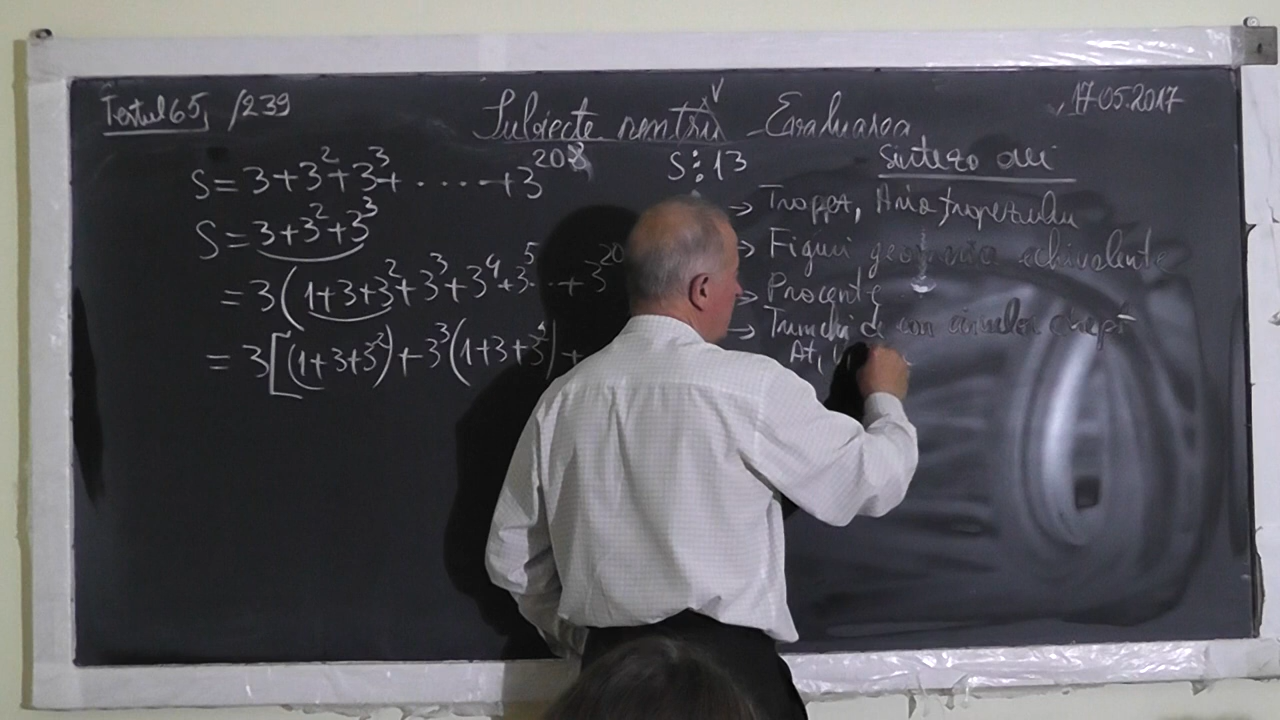 Testul 65, /239
Subiecte pentru Evaluarea V
17.05.2017
S = 3+3²+3³+ ......+3²⁰⁸
S⋮13
S = 3+3²+3³
= 3(1+3+3²+3³+3⁴+3⁵...+3²⁰
= 3[(1+3+3²)+3³(1+3+3²)+
Sinteza
→ Trapez, Aria trapezului
→ Figuri geometrice echivalente
→ Procente
→ Trunchi de con circular drept
At,